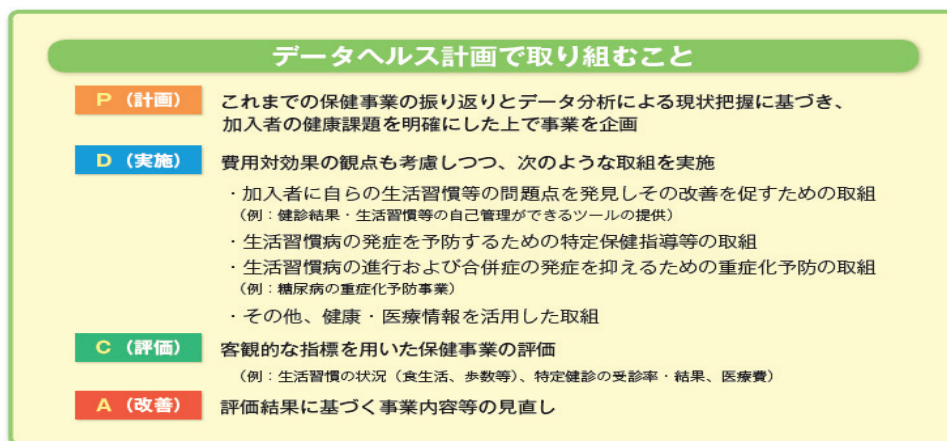 データヘルス計画で取り組むこと
P（計画） これまでの保健事業の振り返りとデータ分析による現状把握に基づき、
加入者の健康課題を明確にした上で事業を企画
D（実施） 費用対効果の観点も考慮しつつ、次のような取組を実施
・加入者に自らの生活習慣等の問題点を発見しその改善を促すための取組
（例：健診結果・生活習慣等の自己管理ができるツールの提供）
・生活習慣病の発症を予防するための特定保健指導等の取組
・生活習慣病の進行および合併症の発症を抑えるための重症化予防の取組
（例：糖尿病の重症化予防事業）
・その他、健康・医療情報を活用した取組
C（評価） 客観的な指標を用いた保健事業の評価
（例：生活習慣の状況（食生活、歩数等）、特定健診の受診率・結果、医療費）
A（改善） 評価結果に基づく事業内容等の見直し